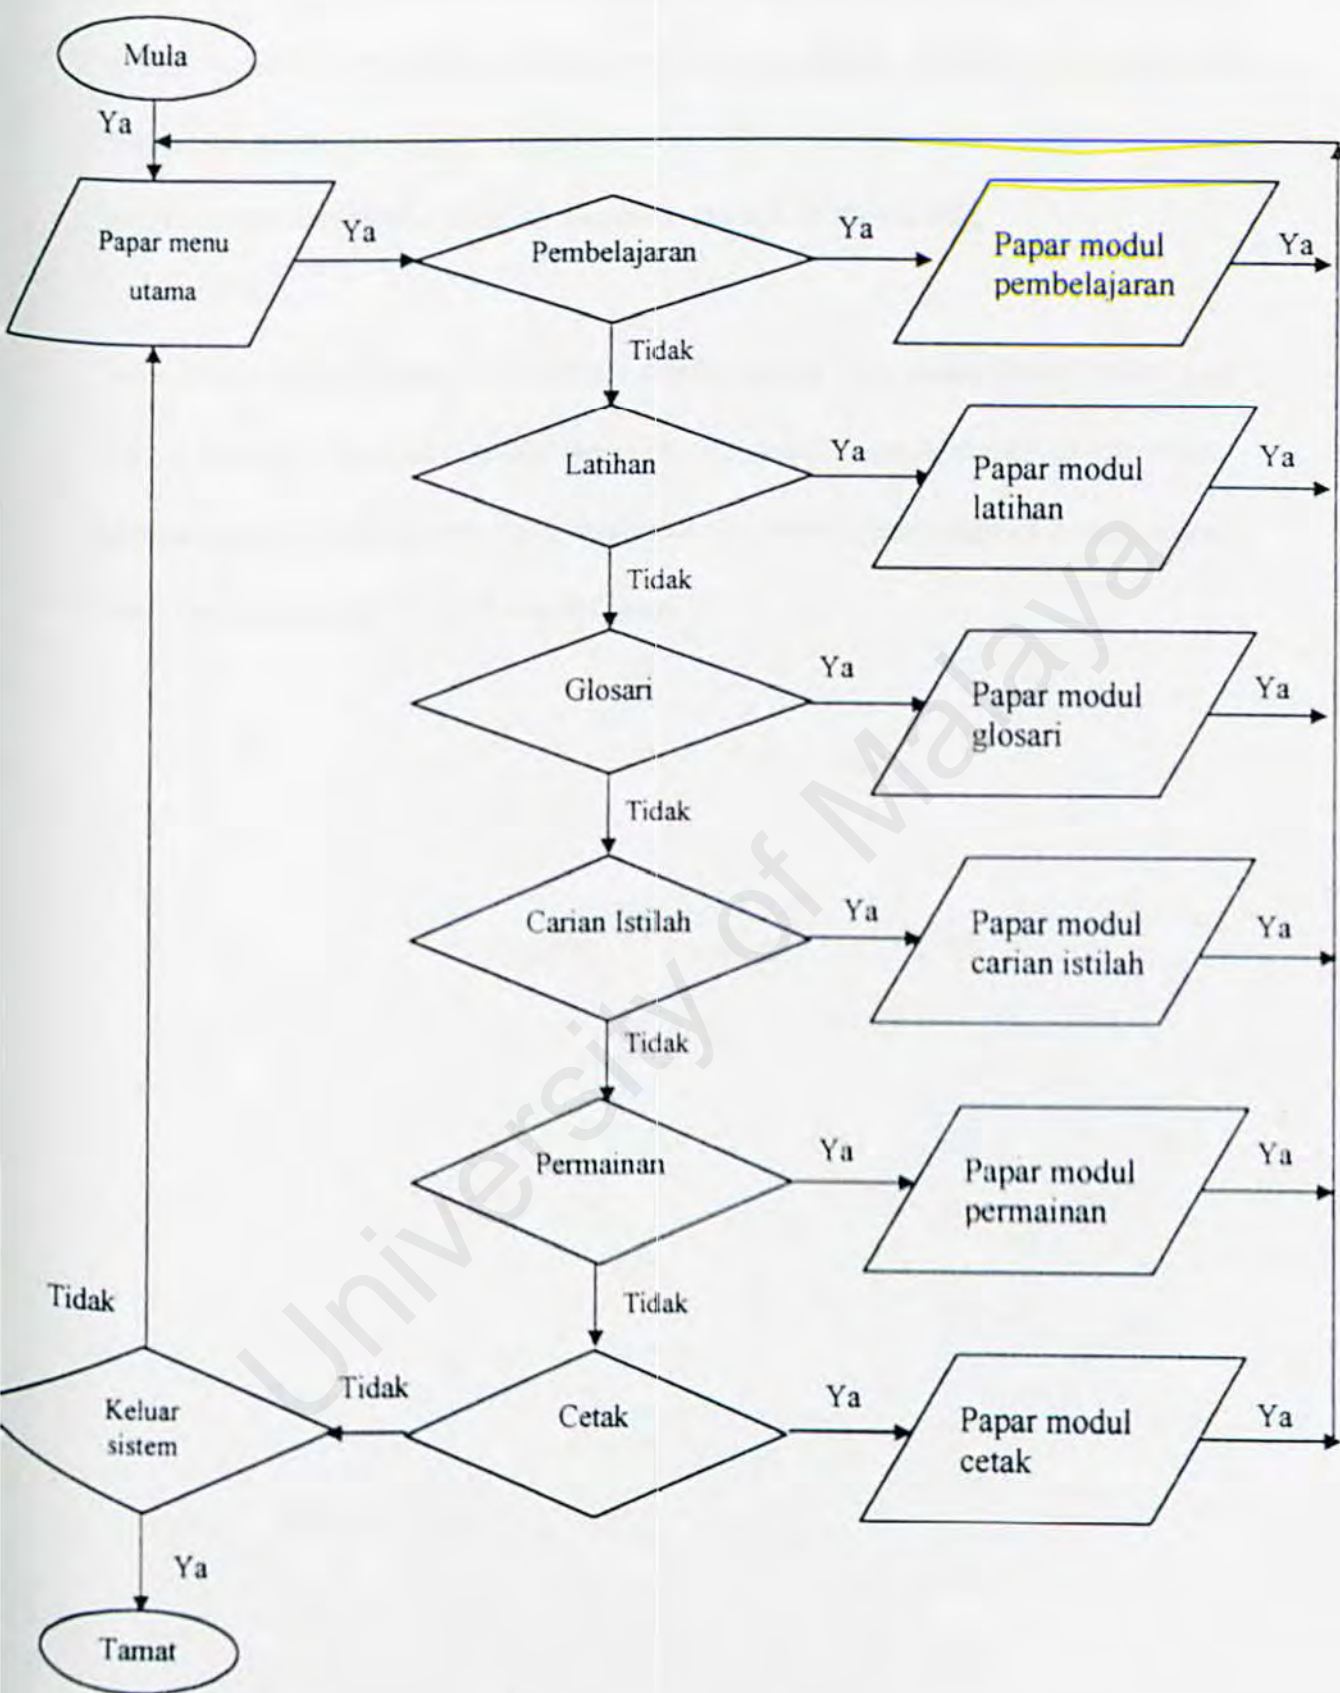 Mula
Ya
Papar menu
utama
Ya
Pembelajaran
Ya
Papar modul
pembelajaran
Ya
Tidak
Latihan
Ya
Papar modul
latihan
Ya
Tidak
Glosari
Ya
Papar modul
glosari
Ya
Tidak
Carian Istilah
Ya
Papar modul
carian istilah
Ya
Tidak
Permainan
Ya
Papar modul
permainan
Ya
Tidak
Cetak
Ya
Papar modul
cetak
Ya
Tidak
Keluar
sistem
Tidak
Ya
Tamat
University of Malaya